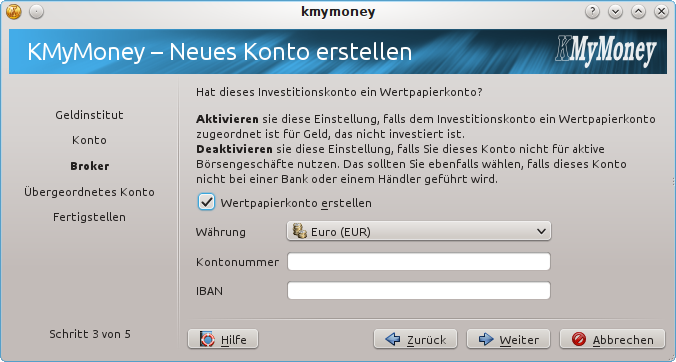 kmymoney
KMyMoney – Neues Konto erstellen
KMyMoney
Hat dieses Investitionskonto ein Wertpapierkonto?
Geldinstitut
Konto
Broker
Übergeordnetes Konto
Fertigstellen
Aktivieren sie diese Einstellung, falls dem Investitionskonto ein Wertpapierkonto
zugeordnet ist für Geld, das nicht investiert ist.
Deaktivieren sie diese Einstellung, falls Sie dieses Konto nicht für aktive
Börsengeschäfte nutzen. Das sollten Sie ebenfalls wählen, falls dieses Konto
nicht bei einer Bank oder einem Händler geführt wird.
Wertpapierkonto erstellen
Währung
Euro (EUR)
Kontonummer
IBAN
Schritt 3 von 5
Hilfe
Zurück
Weiter
Abbrechen